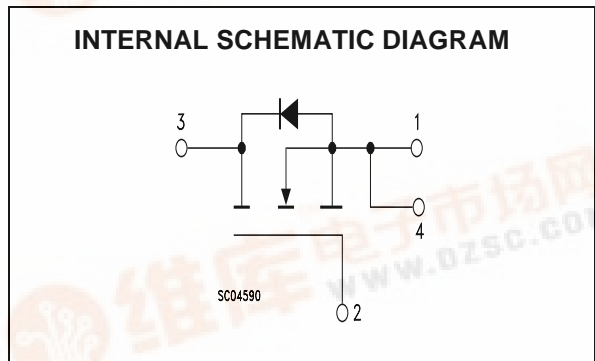 INTERNAL SCHEMATIC DIAGRAM
3
1
4
SC04590
2
维库电子市场网
WWW.DZSC.COM